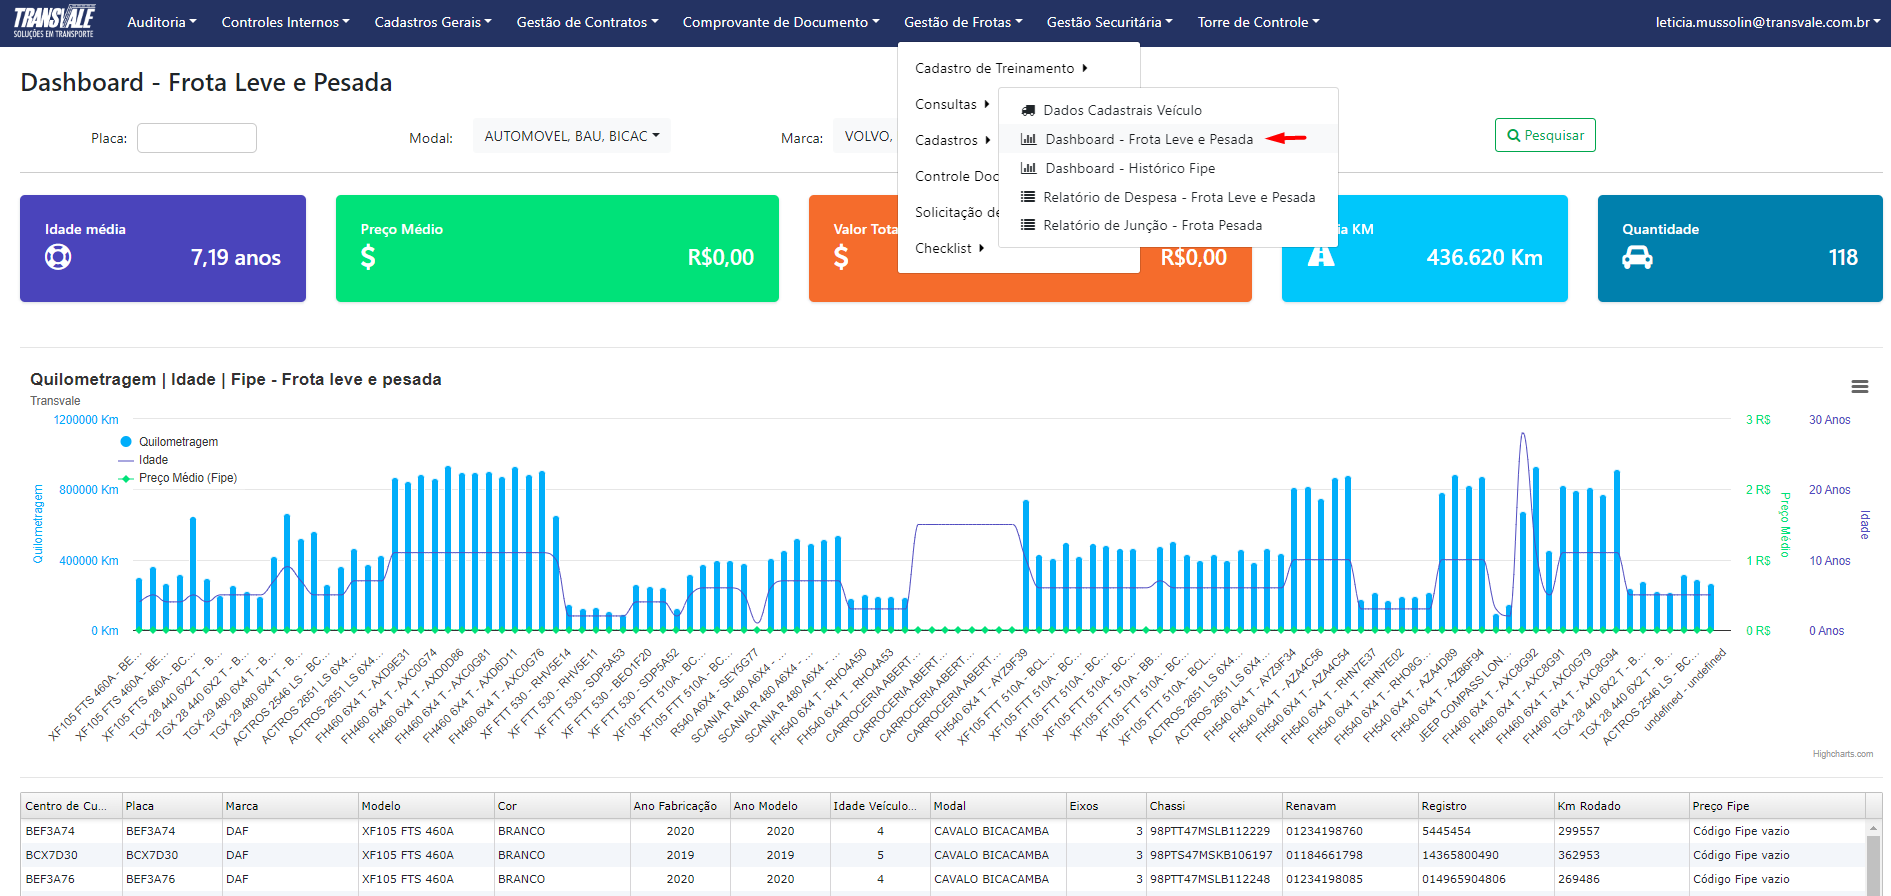 TRANSVALE
SOLUÇÕES EM TRANSPORTE
Auditoria
Controles Internos
Cadastros Gerais
Gestão de Contratos
Comprovante de Documento
Gestão de Frotas
Gestão Securitária
Torre de Controle
leticia.mussolin@transvale.com.br
Dashboard - Frota Leve e Pesada
Placa:
Modal:
AUTOMOVEL, BAU, BICAC
Marca:
VOLVO,
Pesquisar
Cadastro de Treinamento
Consultas
Cadastros
Controle Doc
Solicitação de
Checklist
Dados Cadastrais Veículo
Dashboard - Frota Leve e Pesada
Dashboard - Histórico Fipe
Relatório de Despesa - Frota Leve e Pesada
Relatório de Junção - Frota Pesada
Idade média
7,19 anos
Preço Médio
R$0,00
Valor Tota
R$0,00
ia KM
436.620 Km
Quantidade
118
Quilometragem | Idade | Fipe - Frota leve e pesada
Transvale
1200000 Km
800000 Km
400000 Km
0 Km
Quilometragem
Quilometragem
Idade
Preço Médio (Fipe)
3 R$
2 R$
1 R$
0 R$
Preço Médio
30 Anos
20 Anos
10 Anos
0 Anos
Idade
XF105 FTS 460A - BE...
XF105 FTS 460A - BE...
XF105 FTS 460A - BC...
TGX 28 440 6X2 T - B...
TGX 28 440 6X2 T - B...
TGX 29 480 6X4 T - B...
TGX 29 480 6X4 T - B...
ACTROS 2546 LS - BC...
ACTROS 2651 LS 6X4...
ACTROS 2651 LS 6X4...
FH460 6X4 T - AXD9E31
FH460 6X4 T - AXC0G74
FH460 6X4 T - AXD0D86
FH460 6X4 T - AXC0G81
FH460 6X4 T - AXD6D11
FH460 6X4 T - AXC0G76
XF FTT 530 - RHV5E14
XF FTT 530 - RHV5E11
XF FTT 530 - SDP5A53
XF FTT 530 - BEO1F20
XF FTT 530 - SDP5A52
XF105 FTT 510A - BC...
XF105 FTT 510A - BC...
R540 A6X4 - SEY5G77
SCANIA R 480 A6X4 - ...
SCANIA R 480 A6X4 - ...
SCANIA R 480 A6X4 - ...
FH540 6X4 T - RHO4A50
FH540 6X4 T - RHO4A53
CARROCERIA ABERT...
CARROCERIA ABERT...
CARROCERIA ABERT...
CARROCERIA ABERT...
FH540 6X4 T - AYZ9F39
XF105 FTT 510A - BCL...
XF105 FTT 510A - BC...
XF105 FTT 510A - BC...
XF105 FTT 510A - BB...
XF105 FTT 510A - BC...
XF105 FTT 510A - BCL...
ACTROS 2651 LS 6X4...
ACTROS 2651 LS 6X4...
FH540 6X4 T - AYZ9F34
FH540 6X4 T - AZA4C56
FH540 6X4 T - AZA4C54
FH540 6X4 T - RHN7E37
FH540 6X4 T - RHN7E02
FH540 6X4 T - RHO8G...
FH540 6X4 T - AZA4D89
FH540 6X4 T - AZB6F94
JEEP COMPASS LON...
FH460 6X4 T - AXC8G92
FH460 6X4 T - AXC8G91
FH460 6X4 T - AXC0G79
FH460 6X4 T - AXC8G94
TGX 28 440 6X2 T - B...
TGX 28 440 6X2 T - B...
ACTROS 2546 LS - BC...
undefined - undefined
Highcharts.com
Centro de Cu... Placa Marca Modelo Cor Ano Fabricação Ano Modelo Idade Veículo... Modal Eixos Chassi Renavam Registro Km Rodado Preço Fipe
BEF3A74 BEF3A74 DAF XF105 FTS 460A BRANCO 2020 2020 4 CAVALO BICACAMBA 3 98PTT47MSLB112229 01234198760 5445454 299557 Código Fipe vazio
BCX7D30 BCX7D30 DAF XF105 FTS 460A BRANCO 2019 2019 5 CAVALO BICACAMBA 3 98PTS47MSKB106197 01184661798 14365800490 362953 Código Fipe vazio
BEF3A76 BEF3A76 DAF XF105 FTS 460A BRANCO 2020 2020 4 CAVALO BICACAMBA 3 98PTT47MSLB112248 01234198085 014965904806 269486 Código Fipe vazio